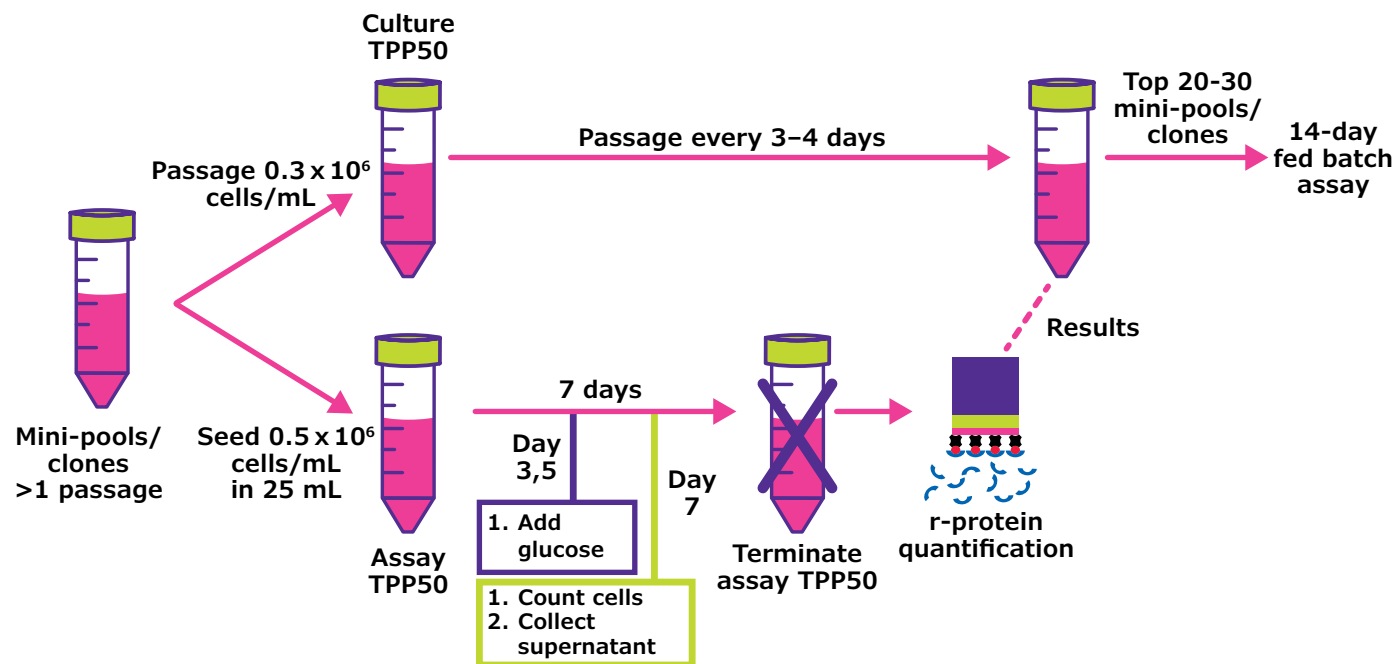 Culture
TPP50
Passage 0.3 x 10⁶
cells/mL
Passage every 3–4 days
Top 20-30
mini-pools/
clones
14-day
fed batch
assay
Mini-pools/
clones
>1 passage
Seed 0.5 x 10⁶
cells/mL
in 25 mL
Assay
TPP50
7 days
Day
3,5
1. Add
glucose
Day
7
1. Count cells
2. Collect
supernatant
Terminate
assay TPP50
Results
r-protein
quantification